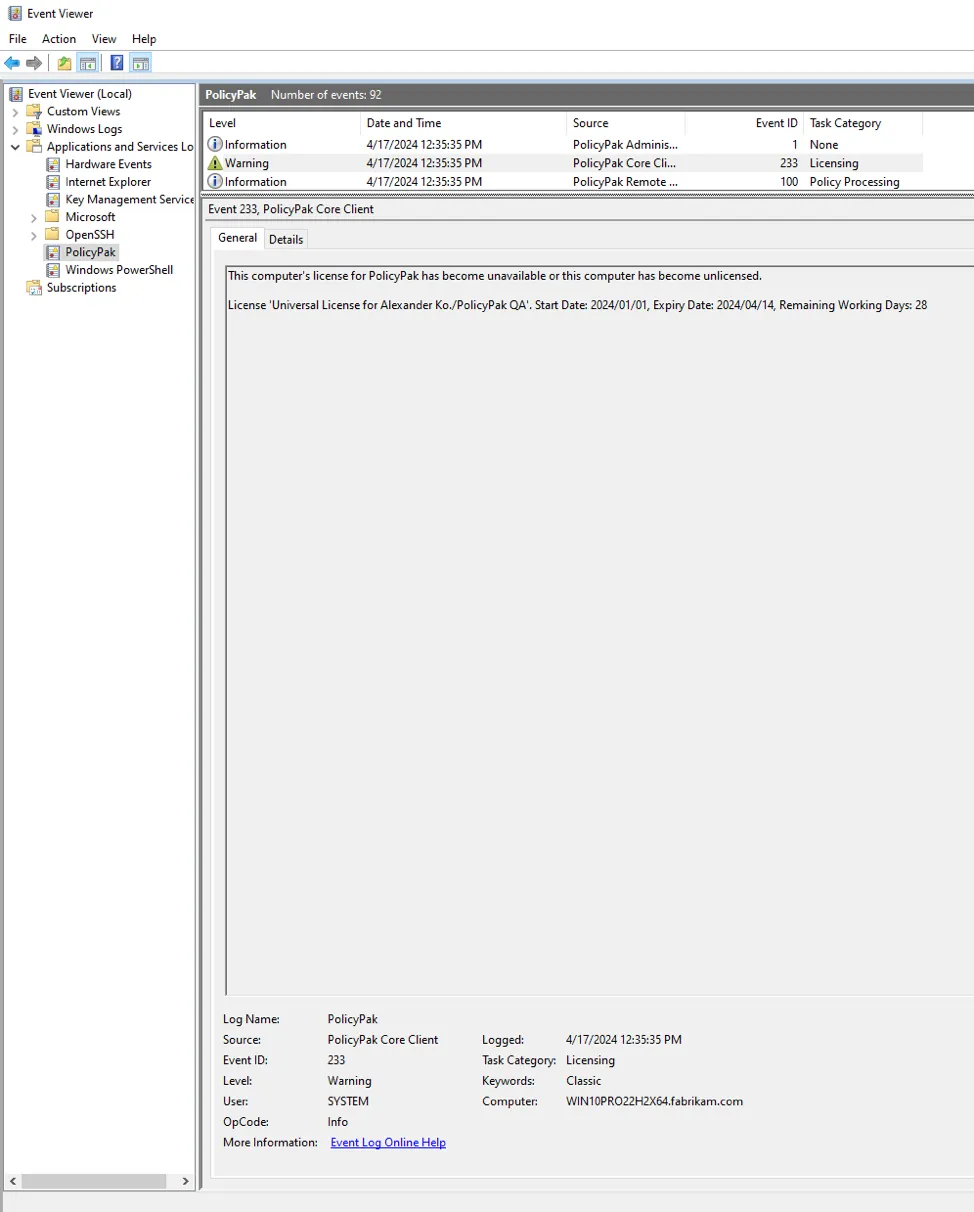 Event Viewer
File Action View Help
Event Viewer (Local)
Custom Views
Windows Logs
Applications and Services Lo
Hardware Events
Internet Explorer
Key Management Service
Microsoft
OpenSSH
PolicyPak
Windows PowerShell
Subscriptions
PolicyPak Number of events: 92
Level Date and Time Source Event ID Task Category
Information 4/17/2024 12:35:35 PM PolicyPak Adminis... 1 None
Warning 4/17/2024 12:35:35 PM PolicyPak Core Cli... 233 Licensing
Information 4/17/2024 12:35:35 PM PolicyPak Remote ... 100 Policy Processing
Event 233, PolicyPak Core Client
General Details
This computer's license for PolicyPak has become unavailable or this computer has become unlicensed.
License 'Universal License for Alexander Ko./PolicyPak QA'. Start Date: 2024/01/01, Expiry Date: 2024/04/14, Remaining Working Days: 28
Log Name: PolicyPak
Source: PolicyPak Core Client Logged: 4/17/2024 12:35:35 PM
Event ID: 233 Task Category: Licensing
Level: Warning Keywords: Classic
User: SYSTEM Computer: WIN10PRO22H2X64.fabrikam.com
OpCode: Info
More Information: Event Log Online Help